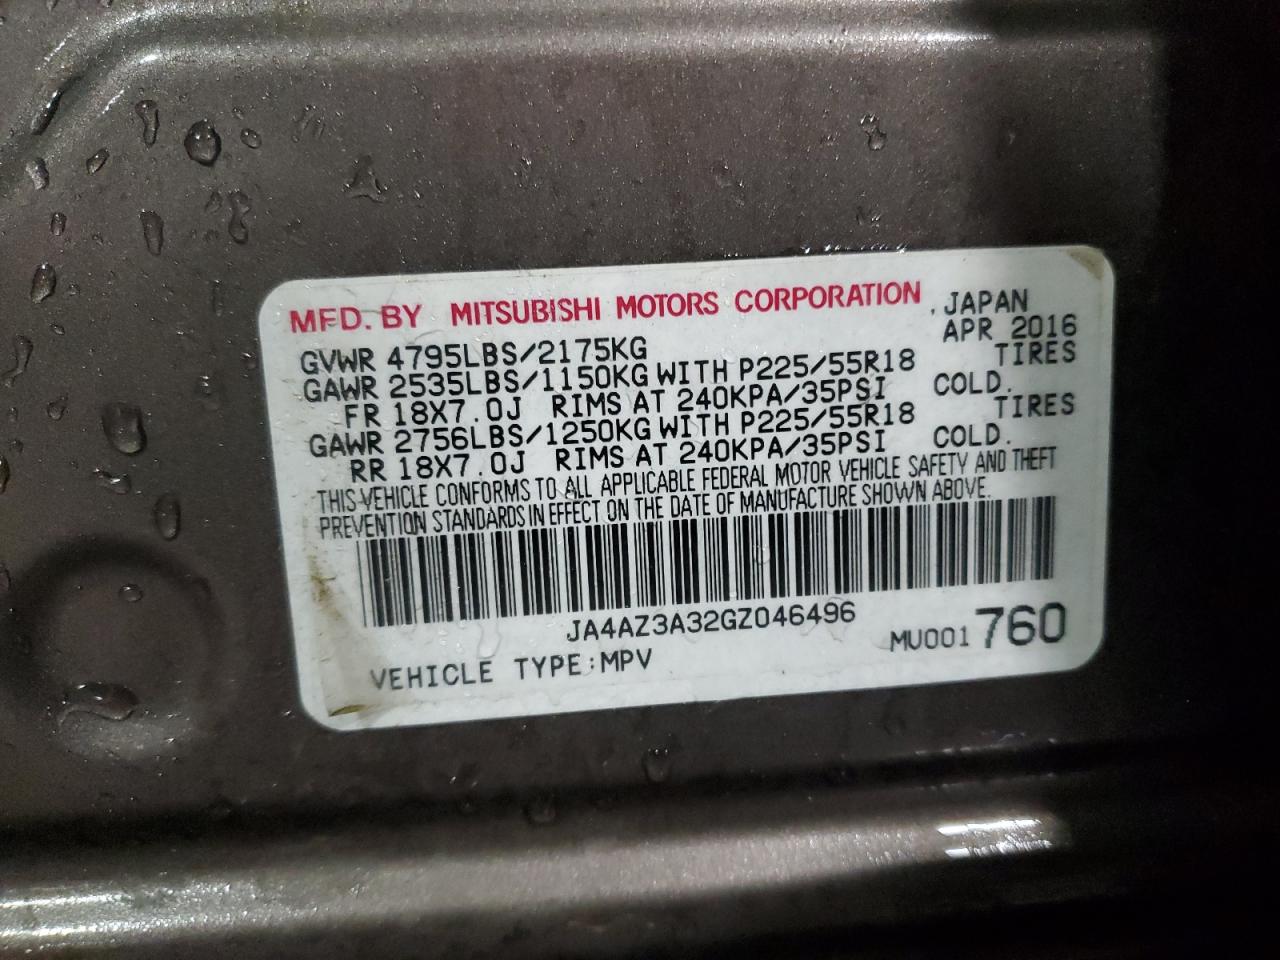 MFD. BY MITSUBISHI MOTORS CORPORATION, JAPAN
GVWR 4795LBS/2175KG APR 2016
GAWR 2535LBS/1150KG WITH P225/55R18 TIRES
FR 18X7.0J RIMS AT 240KPA/35PSI COLD.
GAWR 2756LBS/1250KG WITH P225/55R18 TIRES
RR 18X7.0J RIMS AT 240KPA/35PSI COLD.
THIS VEHICLE CONFORMS TO ALL APPLICABLE FEDERAL MOTOR VEHICLE SAFETY AND THEFT
PREVENTION STANDARDS IN EFFECT ON THE DATE OF MANUFACTURE SHOWN ABOVE.
JA4AZ3A32GZ046496
VEHICLE TYPE:MPV MU001760